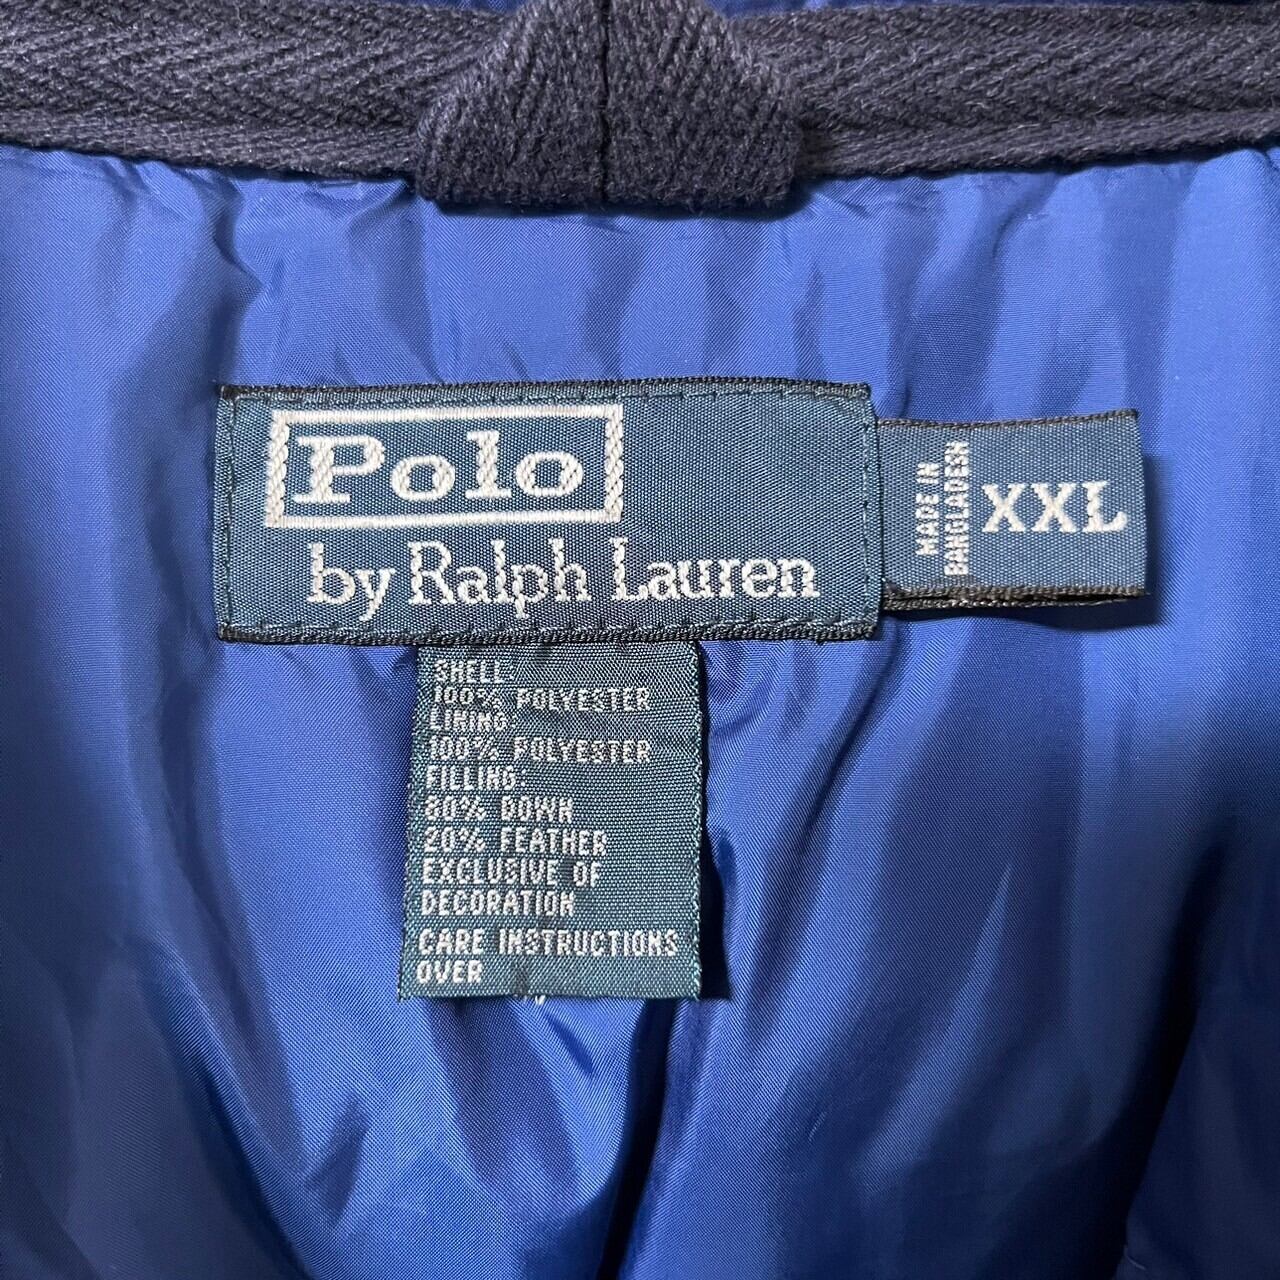 Polo
by Ralph Lauren
MADE IN
BANGLADESH
XXL
SHELL:
100% POLYESTER
LINING:
100% POLYESTER
FILLING:
80% DOWN
20% FEATHER
EXCLUSIVE OF
DECORATION
CARE INSTRUCTIONS
OVER